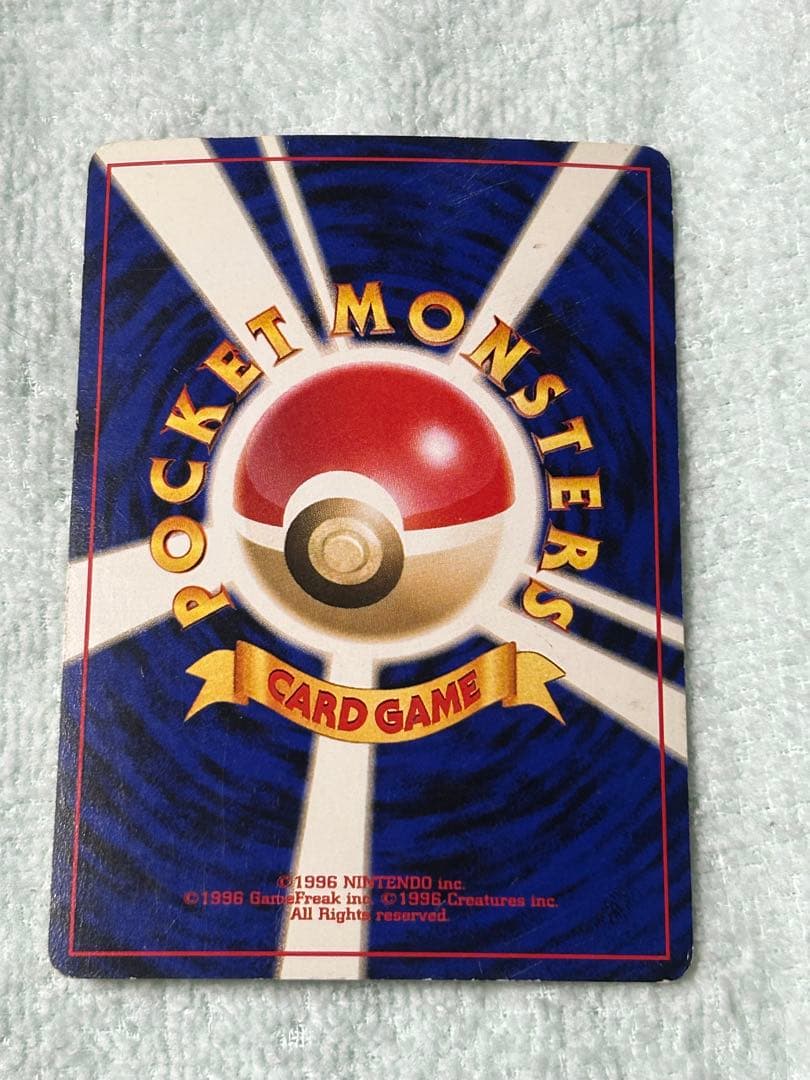 POCKET MONSTERS
CARD GAME
©1996 NINTENDO inc.
©1996 GameFreak inc. ©1996 Creatures inc.
All Rights reserved.